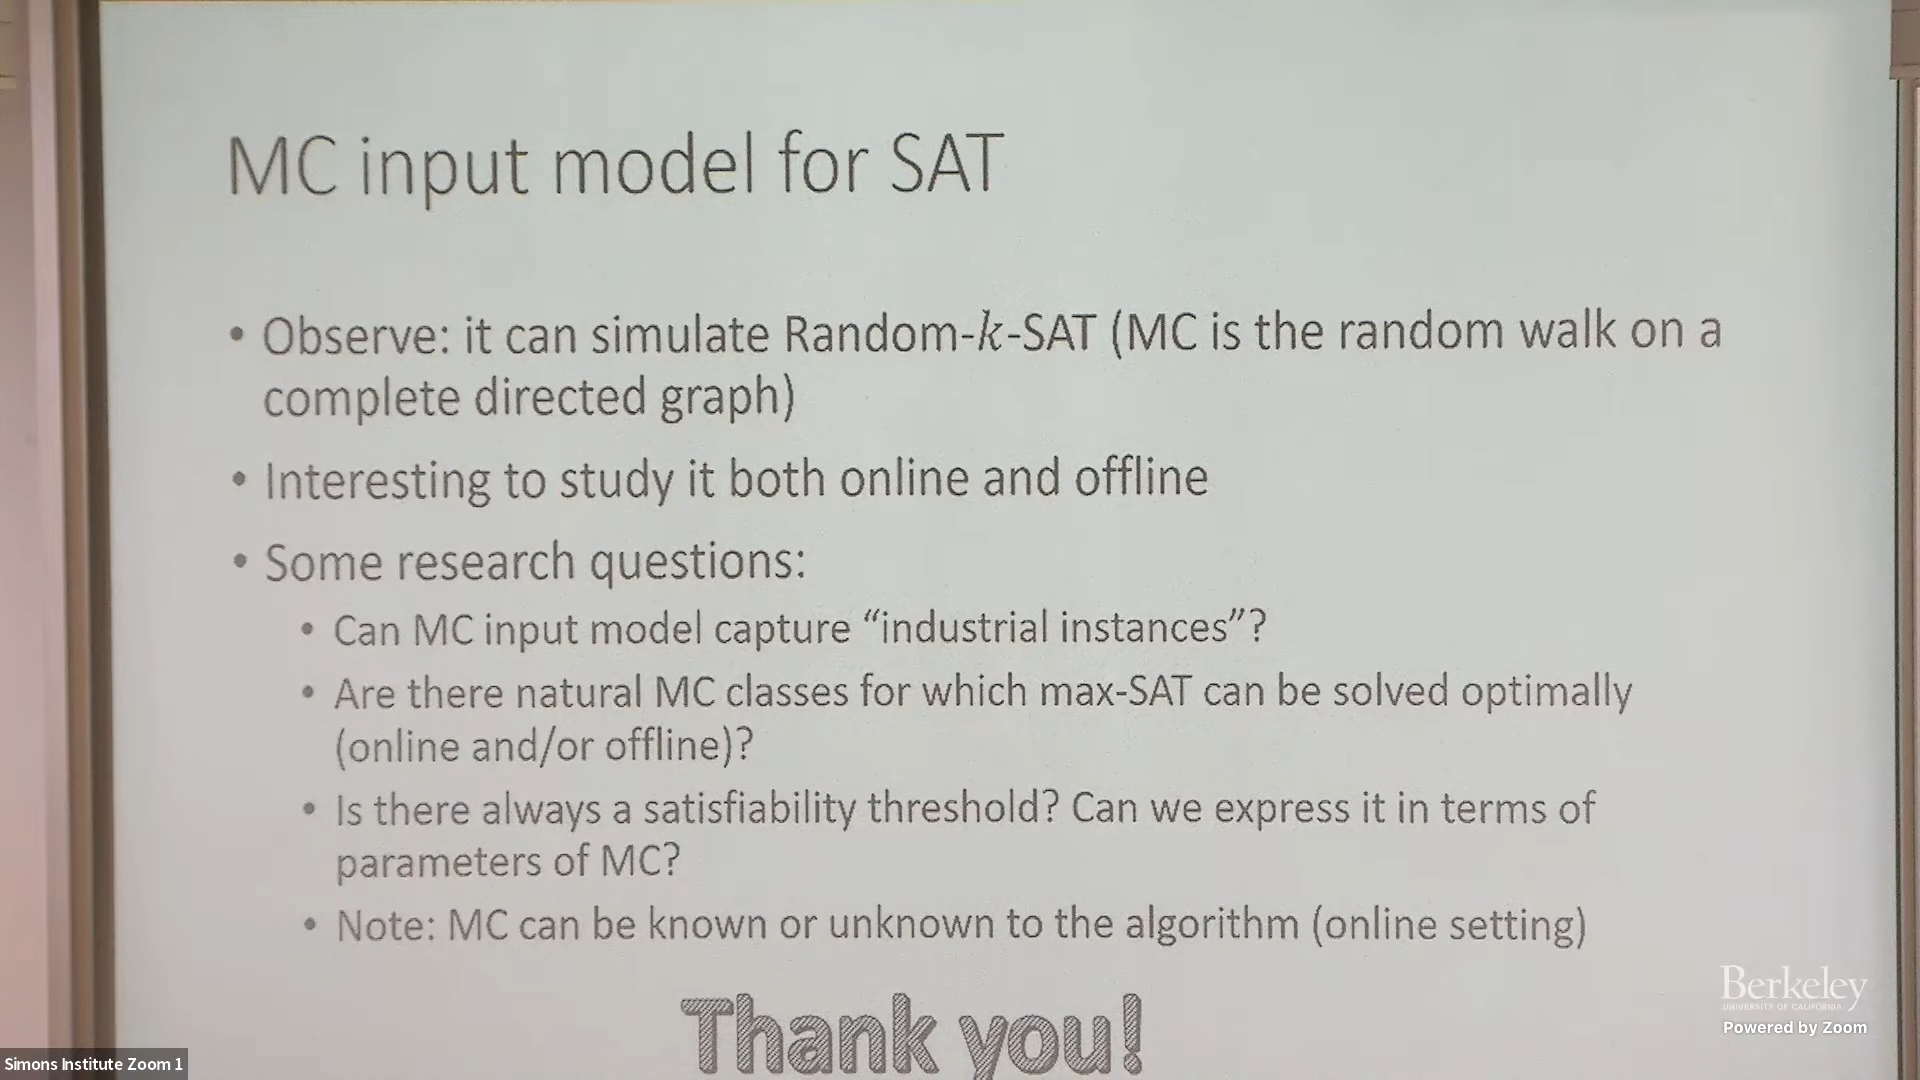 MC input model for SAT
• Observe: it can simulate Random-k-SAT (MC is the random walk on a
complete directed graph)
• Interesting to study it both online and offline
• Some research questions:
• Can MC input model capture “industrial instances”?
• Are there natural MC classes for which max-SAT can be solved optimally
(online and/or offline)?
• Is there always a satisfiability threshold? Can we express it in terms of
parameters of MC?
• Note: MC can be known or unknown to the algorithm (online setting)
Thank you!
Berkeley
UNIVERSITY OF CALIFORNIA
Powered by Zoom
Simons Institute Zoom 1